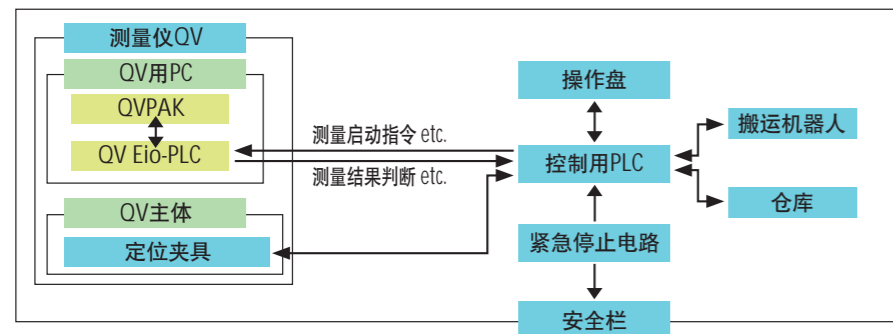 测量仪QV
QV用PC
QVPAK
QV Eio-PLC
QV主体
定位夹具
测量启动指令 etc.
测量结果判断 etc.
操作盘
控制用PLC
紧急停止电路
安全栏
搬运机器人
仓库